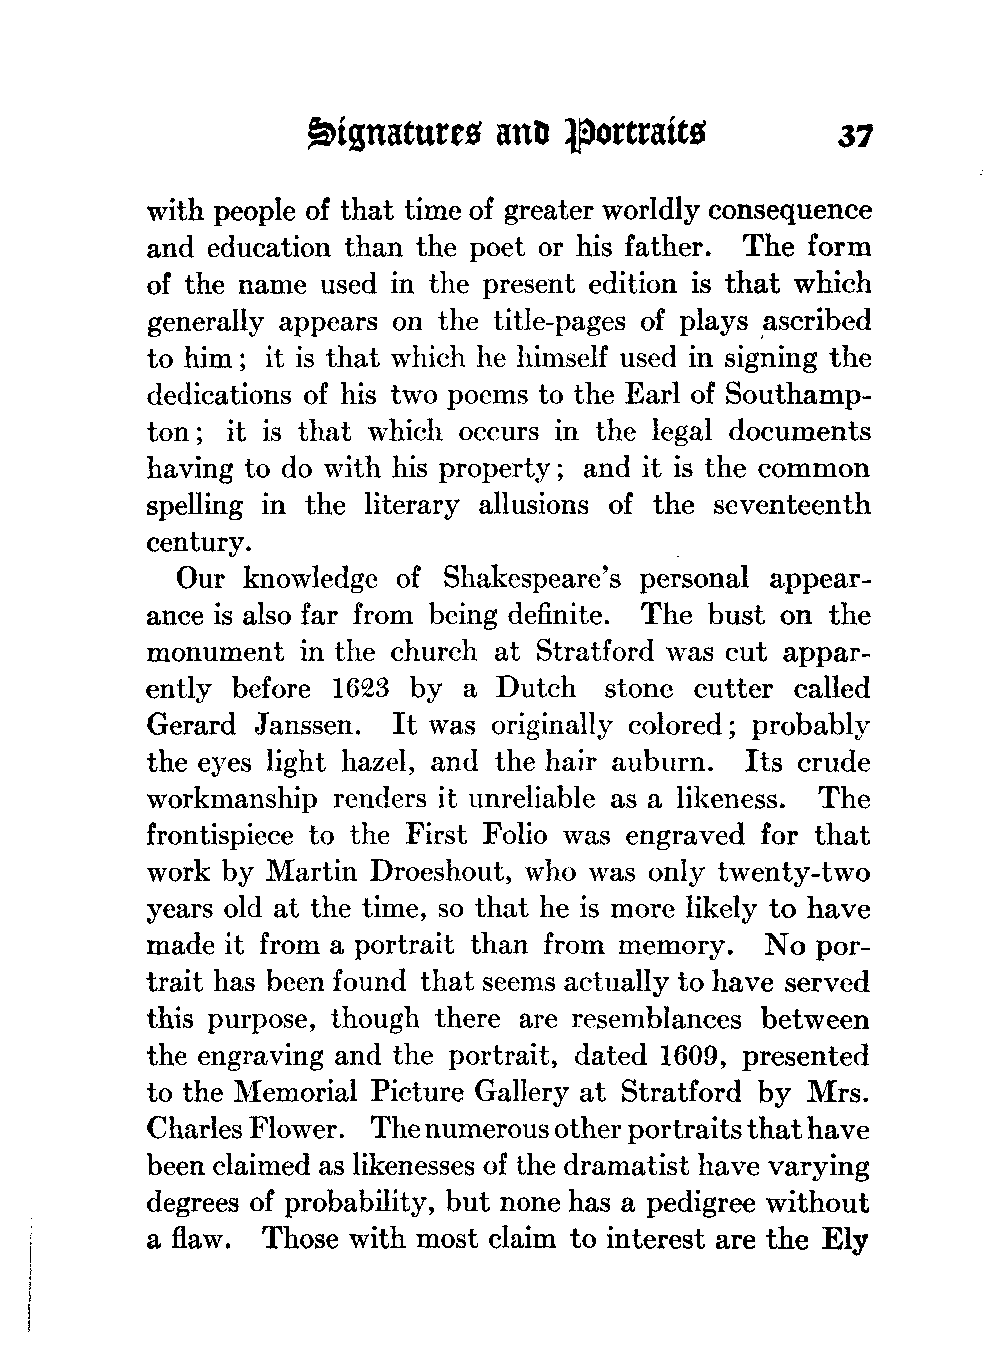 Signatures and Portraits 37
with people of that time of greater worldly consequence
and education than the poet or his father. The form
of the name used in the present edition is that which
generally appears on the title-pages of plays ascribed
to him; it is that which he himself used in signing the
dedications of his two poems to the Earl of Southamp-
ton; it is that which occurs in the legal documents
having to do with his property; and it is the common
spelling in the literary allusions of the seventeenth
century.
Our knowledge of Shakespeare's personal appear-
ance is also far from being definite. The bust on the
monument in the church at Stratford was cut appar-
ently before 1623 by a Dutch stone cutter called
Gerard Janssen. It was originally colored; probably
the eyes light hazel, and the hair auburn. Its crude
workmanship renders it unreliable as a likeness. The
frontispiece to the First Folio was engraved for that
work by Martin Droeshout, who was only twenty-two
years old at the time, so that he is more likely to have
made it from a portrait than from memory. No por-
trait has been found that seems actually to have served
this purpose, though there are resemblances between
the engraving and the portrait, dated 1609, presented
to the Memorial Picture Gallery at Stratford by Mrs.
Charles Flower. The numerous other portraits that have
been claimed as likenesses of the dramatist have varying
degrees of probability, but none has a pedigree without
a flaw. Those with most claim to interest are the Ely